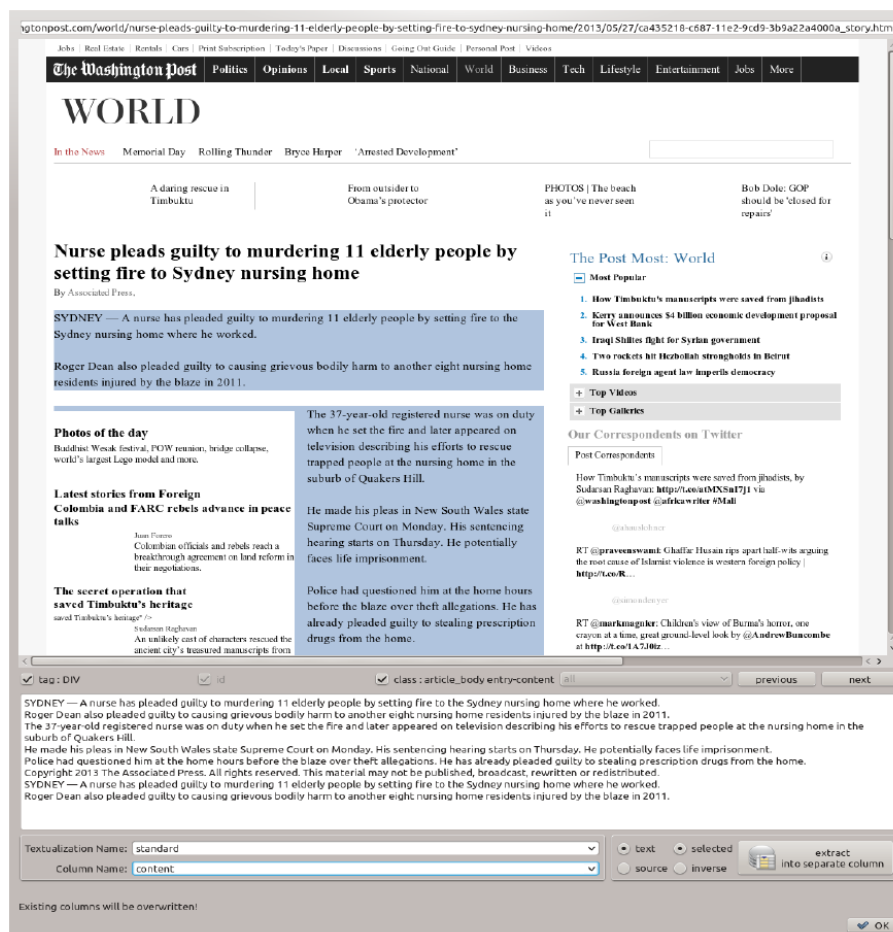 ngtonpost.com/world/nurse-pleads-guilty-to-murdering-11-elderly-people-by-setting-fire-to-sydney-nursing-home/2013/05/27/ca435218-c687-11e2-9cd9-3b9a22a4000a_story.htm
Jobs | Real Estate | Rentals | Cars | Print Subscription | Today's Paper | Discussions | Going Out Guide | Personal Post | Videos
The Washington Post Politics Opinions Local Sports National World Business Tech Lifestyle Entertainment Jobs More
WORLD
In the News Memorial Day Rolling Thunder Bryce Harper 'Arrested Development'
A daring rescue in
Timbuktu
From outsider to
Obama's protector
PHOTOS | The beach
as you've never seen
it
Bob Dole: GOP
should be 'closed for
repairs'
Nurse pleads guilty to murdering 11 elderly people by
setting fire to Sydney nursing home
By Associated Press,
SYDNEY — A nurse has pleaded guilty to murdering 11 elderly people by setting fire to the
Sydney nursing home where he worked.
Roger Dean also pleaded guilty to causing grievous bodily harm to another eight nursing home
residents injured by the blaze in 2011.
Photos of the day
Buddhist Wesak festival, POW reunion, bridge collapse,
world's largest Lego model and more.
Latest stories from Foreign
Colombia and FARC rebels advance in peace
talks
Juan Forero
Colombian officials and rebels reach a
breakthrough agreement on land reform in
their negotiations.
The secret operation that
saved Timbuktu's heritage
saved Timbuktu's heritage" />
Sudarsan Raghavan
An unlikely cast of characters rescued the
ancient city's treasured manuscripts from
The 37-year-old registered nurse was on duty
when he set the fire and later appeared on
television describing his efforts to rescue
trapped people at the nursing home in the
suburb of Quakers Hill.
He made his pleas in New South Wales state
Supreme Court on Monday. His sentencing
hearing starts on Thursday. He potentially
faces life imprisonment.
Police had questioned him at the home hours
before the blaze over theft allegations. He has
already pleaded guilty to stealing prescription
drugs from the home.
The Post Most: World
Most Popular
1. How Timbuktu's manuscripts were saved from jihadists
2. Kerry announces $4 billion economic development proposal
for West Bank
3. Iraqi Shiites fight for Syrian government
4. Two rockets hit Hezbollah strongholds in Beirut
5. Russia foreign agent law imperils democracy
+ Top Videos
+ Top Galleries
Our Correspondents on Twitter
Post Correspondents
How Timbuktu's manuscripts were saved from jihadists, by
Sudarsan Raghavan: http://t.co/atMXSnI7j1 via
@washingtonpost @africawriter #Mali
RT @praveenswami: Ghaffar Husain rips apart half-wits arguing
the root cause of Islamist violence is western foreign policy |
http://t.co/R…
@simondenyer
RT @markmagnier: Children's view of Burma's horror, one
crayon at a time, great ground-level look by @AndrewBuncombe
at
tag : DIV id class : article_body entry-content all previous next
SYDNEY — A nurse has pleaded guilty to murdering 11 elderly people by setting fire to the Sydney nursing home where he worked.
Roger Dean also pleaded guilty to causing grievous bodily harm to another eight nursing home residents injured by the blaze in 2011.
The 37-year-old registered nurse was on duty when he set the fire and later appeared on television describing his efforts to rescue trapped people at the nursing home in the
suburb of Quakers Hill.
He made his pleas in New South Wales state Supreme Court on Monday. His sentencing hearing starts on Thursday. He potentially faces life imprisonment.
Police had questioned him at the home hours before the blaze over theft allegations. He has already pleaded guilty to stealing prescription drugs from the home.
Copyright 2013 The Associated Press. All rights reserved. This material may not be published, broadcast, rewritten or redistributed.
SYDNEY — A nurse has pleaded guilty to murdering 11 elderly people by setting fire to the Sydney nursing home where he worked.
Roger Dean also pleaded guilty to causing grievous bodily harm to another eight nursing home residents injured by the blaze in 2011.
Textualization Name: standard
Column Name: content
text selected
source inverse
extract
into separate column
Existing columns will be overwritten!
OK